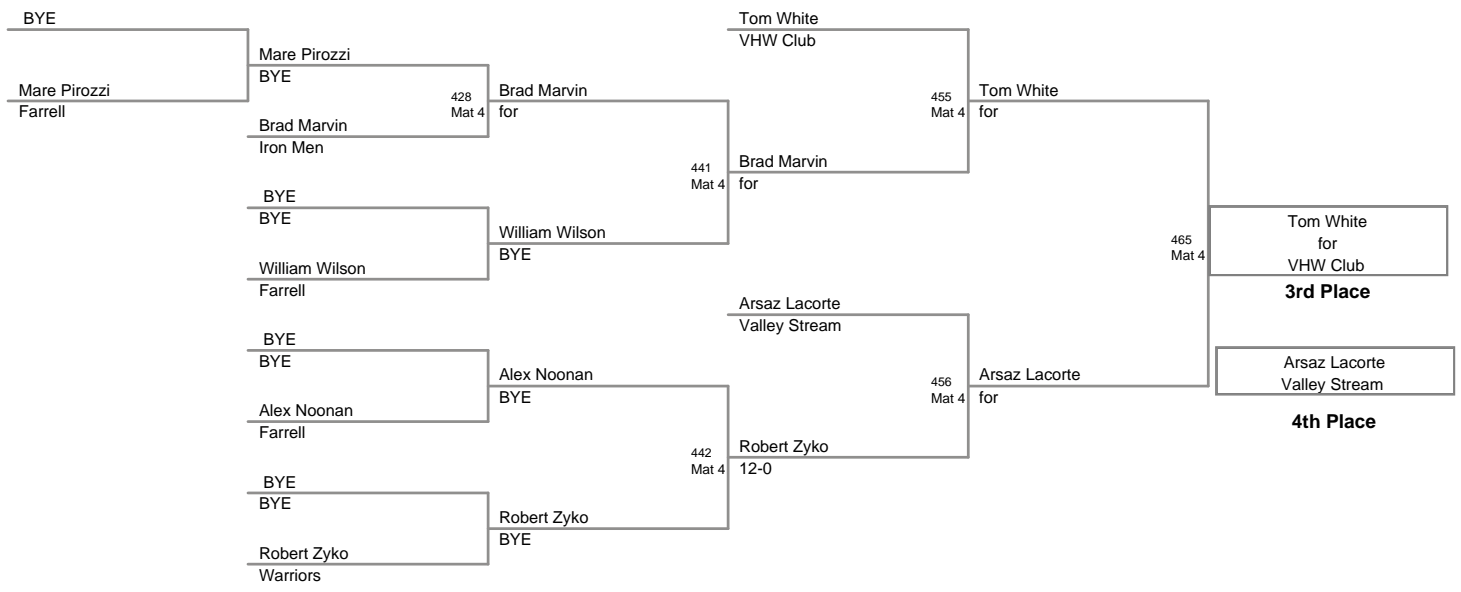 BYE
Mare Pirozzi
Farrell
Mare Pirozzi
BYE
Brad Marvin
Iron Men
BYE
BYE
William Wilson
Farrell
BYE
BYE
Alex Noonan
Farrell
BYE
BYE
Robert Zyko
Warriors
428
Mat 4
Brad Marvin
for
William Wilson
BYE
Alex Noonan
BYE
Robert Zyko
BYE
441
Mat 4
442
Mat 4
Tom White
VHW Club
Brad Marvin
for
Arsaz Lacorte
Valley Stream
Robert Zyko
12-0
455
Mat 4
456
Mat 4
Tom White
for
Arsaz Lacorte
for
465
Mat 4
Tom White
for
VHW Club
3rd Place
Arsaz Lacorte
Valley Stream
4th Place